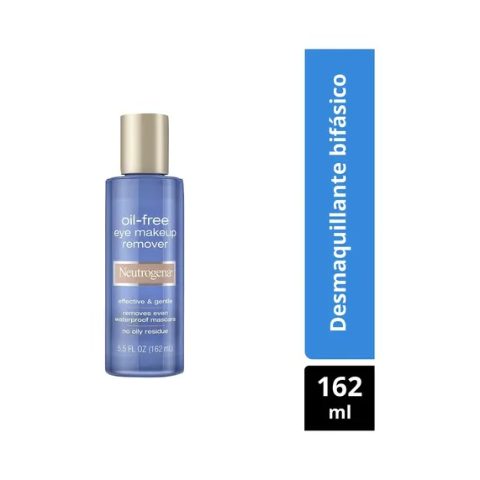 oil-free
eye makeup
remover
Neutrogena
effective & gentle
removes even
waterproof mascara
no oily residue
5.5 FL OZ (162 mL)
Desmaquillante bifásico
162
ml